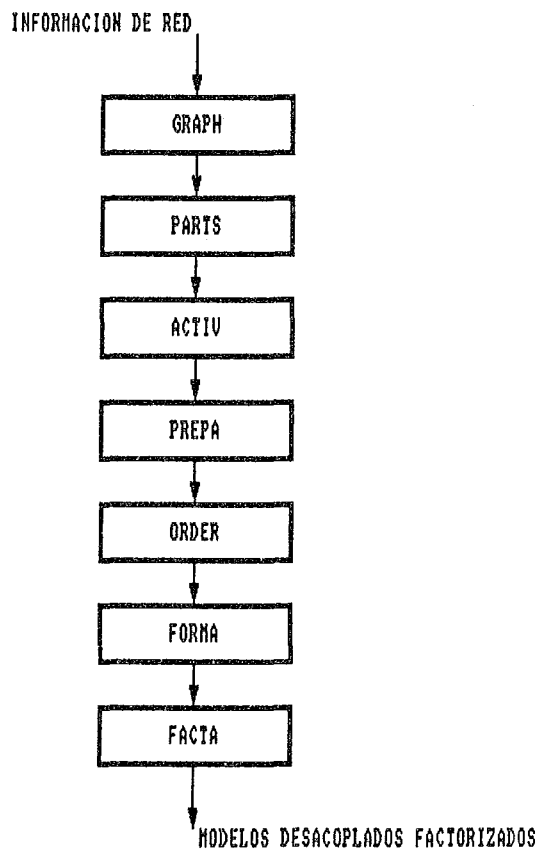 INFORMACION DE RED
GRAPH
PARTS
ACTIV
PREPA
ORDER
FORMA
FACTA
MODELOS DESACOPLADOS FACTORIZADOS